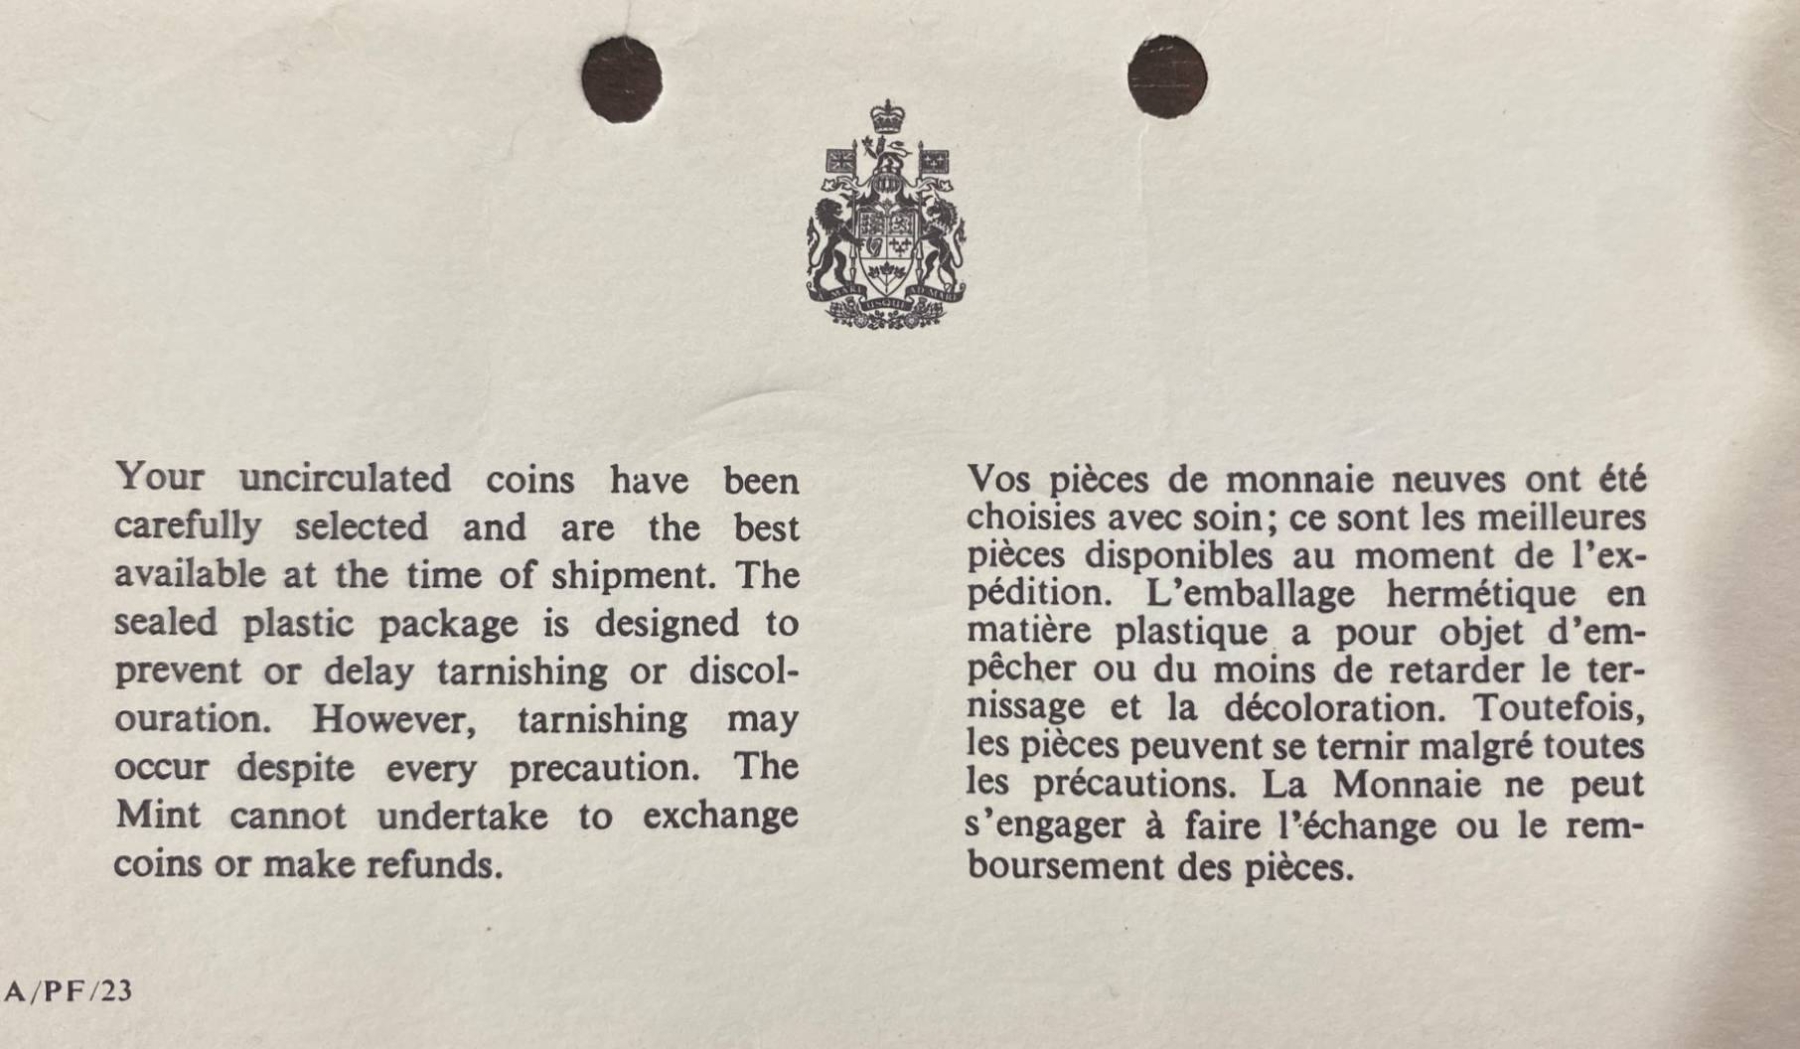 A MARI USQUE AD MARE
Your uncirculated coins have been
carefully selected and are the best
available at the time of shipment. The
sealed plastic package is designed to
prevent or delay tarnishing or discol-
ouration. However, tarnishing may
occur despite every precaution. The
Mint cannot undertake to exchange
coins or make refunds.
Vos pièces de monnaie neuves ont été
choisies avec soin; ce sont les meilleures
pièces disponibles au moment de l'ex-
pédition. L'emballage hermétique en
matière plastique a pour objet d'em-
pêcher ou du moins de retarder le ter-
nissage et la décoloration. Toutefois,
les pièces peuvent se ternir malgré toutes
les précautions. La Monnaie ne peut
s'engager à faire l'échange ou le rem-
boursement des pièces.
A/PF/23